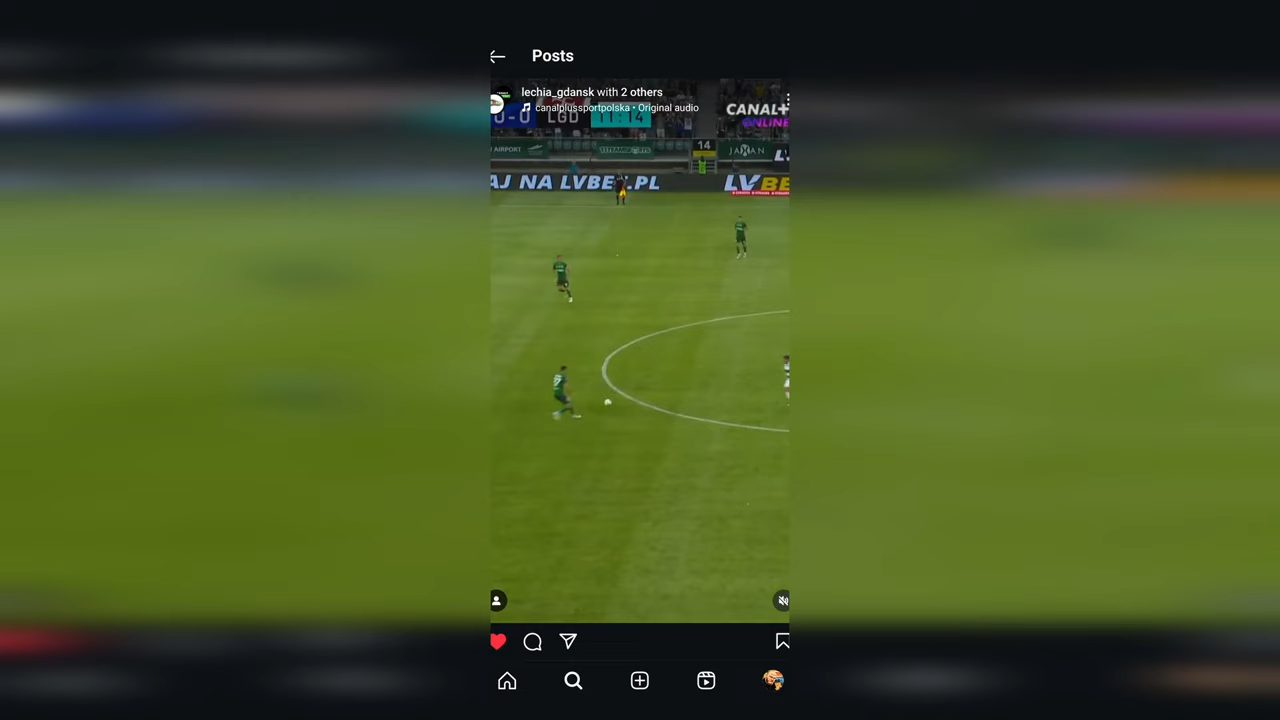 Posts
lechia_gdansk with 2 others
canalplussportpolska • Original audio
0-0 LGD 11:14
CANAL+
ONLINE
14
AIRPORT
JAXAN
AJ NA LVBET.PL
LVBE